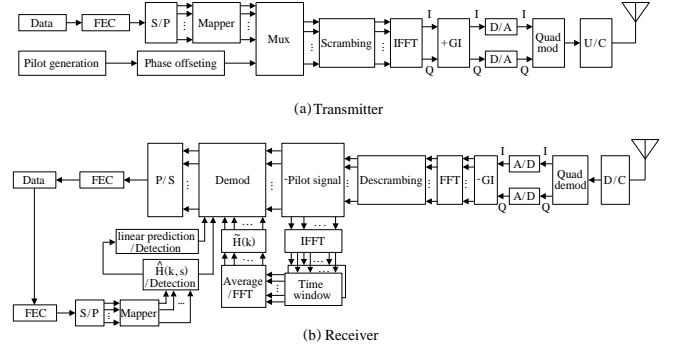 Data
FEC
S/P
Mapper
Mux
Scrambing
IFFT
I
Q
+GI
I
Q
D/A
D/A
I
Q
Quad
mod
U/C
Pilot generation
Phase offseting
(a) Transmitter
Data
FEC
P/S
Demod
-Pilot signal
Descrambing
FFT
-GI
I
Q
A/D
A/D
I
Q
Quad
demod
D/C
linear prediction
/Detection
H̃(k)
IFFT
Ĥ(k,s)
/Detection
Average
/FFT
Time
window
FEC
S/P
Mapper
(b) Receiver